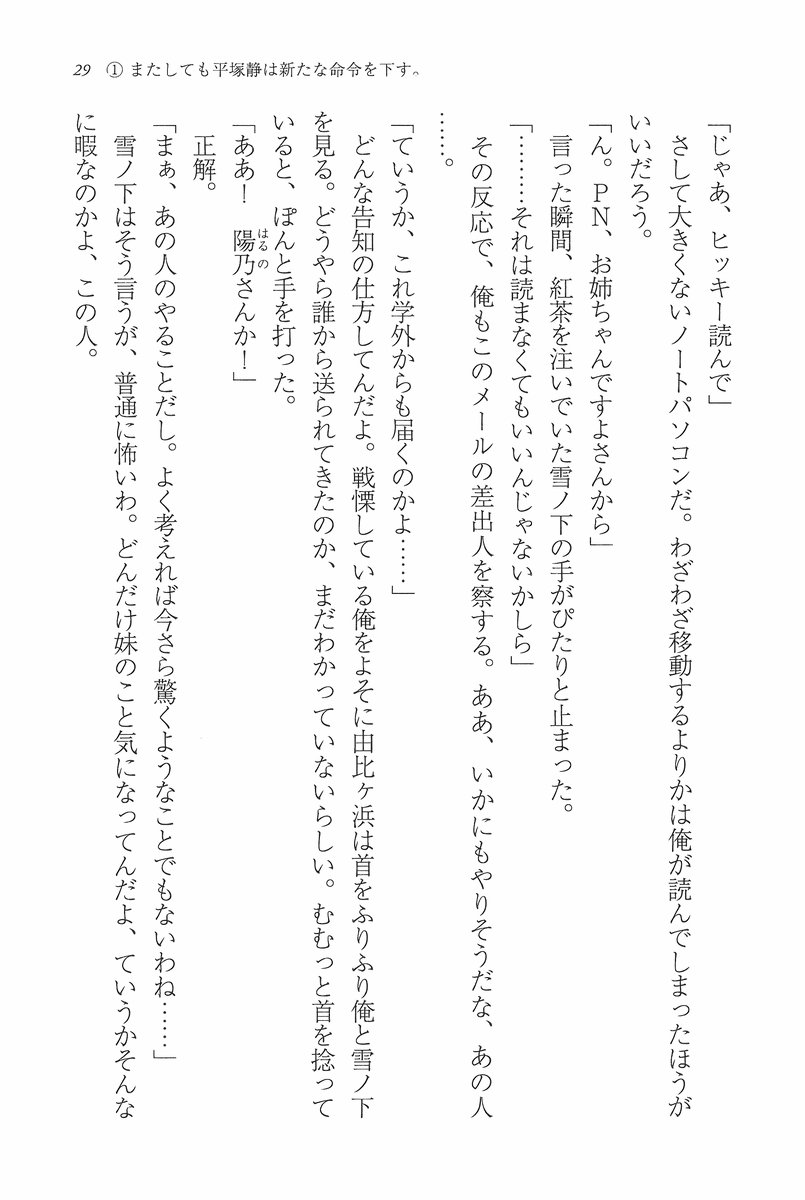 29 ① またしても平塚静は新たな命令を下す。
「じゃあ、ヒッキー読んで」
さして大きくないノートパソコンだ。わざわざ移動するよりかは俺が読んでしまったほうが
いいだろう。
「ん。ＰＮ、お姉ちゃんですよさんから」
言った瞬間、紅茶を注いでいた雪ノ下の手がぴたりと止まった。
「………それは読まなくてもいいんじゃないかしら」
その反応で、俺もこのメールの差出人を察する。ああ、いかにもやりそうだな、あの人
……。
「ていうか、これ学外からも届くのかよ……」
どんな告知の仕方してんだよ。戦慄している俺をよそに由比ヶ浜は首をふりふり俺と雪ノ下
を見る。どうやら誰から送られてきたのか、まだわかっていないらしい。むむっと首を捻って
いると、ぽんと手を打った。
「ああ！　陽乃さんか！」
はるの
正解。
「まぁ、あの人のやることだし。よく考えれば今さら驚くようなことでもないわね……」
雪ノ下はそう言うが、普通に怖いわ。どんだけ妹のこと気になってんだよ、ていうかそんな
に暇なのかよ、この人。